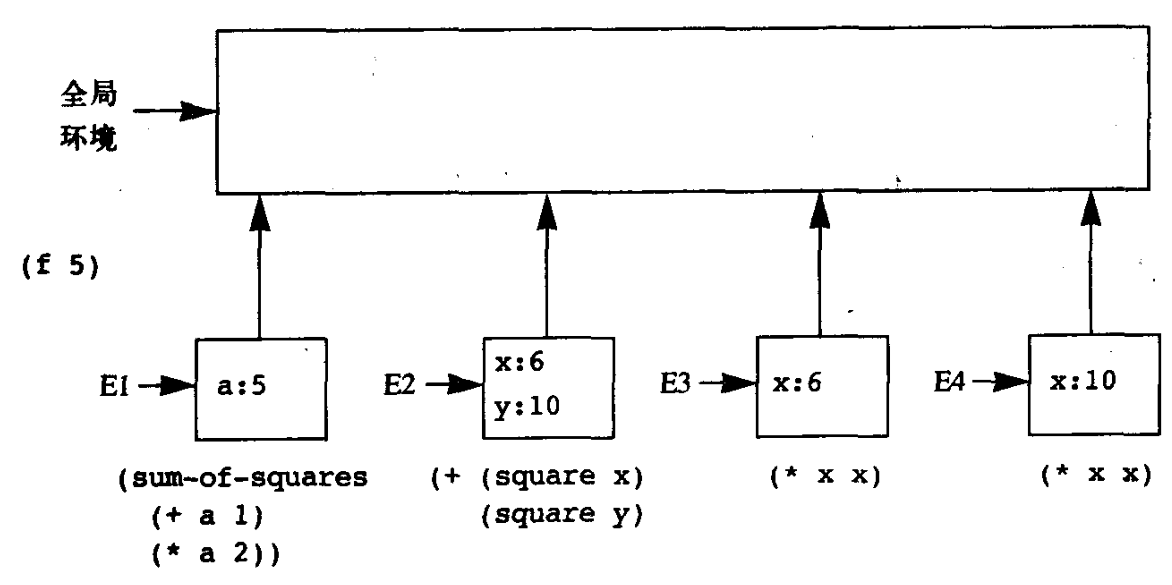 全局
环境
(f 5)
E1
a:5
E2
x:6
y:10
E3
x:6
E4
x:10
(sum-of-squares
(+ a 1)
(* a 2))
(+ (square x)
(square y)
(* x x)
(* x x)